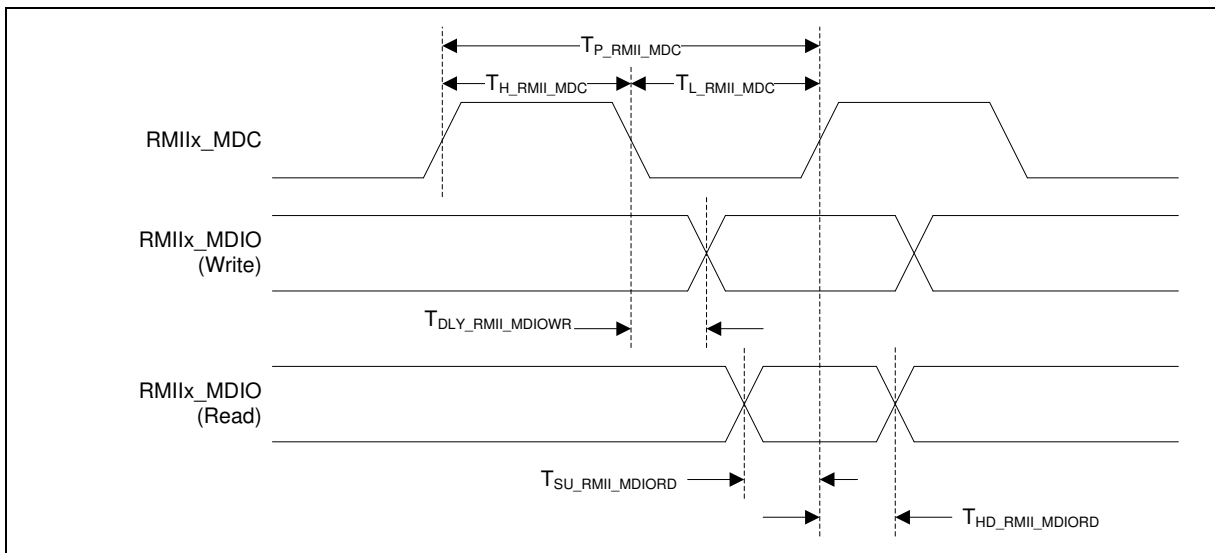 T_P_RMII_MDC
T_H_RMII_MDC T_L_RMII_MDC
RMIIx_MDC
RMIIx_MDIO
(Write)
T_DLY_RMII_MDIOWR
RMIIx_MDIO
(Read)
T_SU_RMII_MDIORD
T_HD_RMII_MDIORD